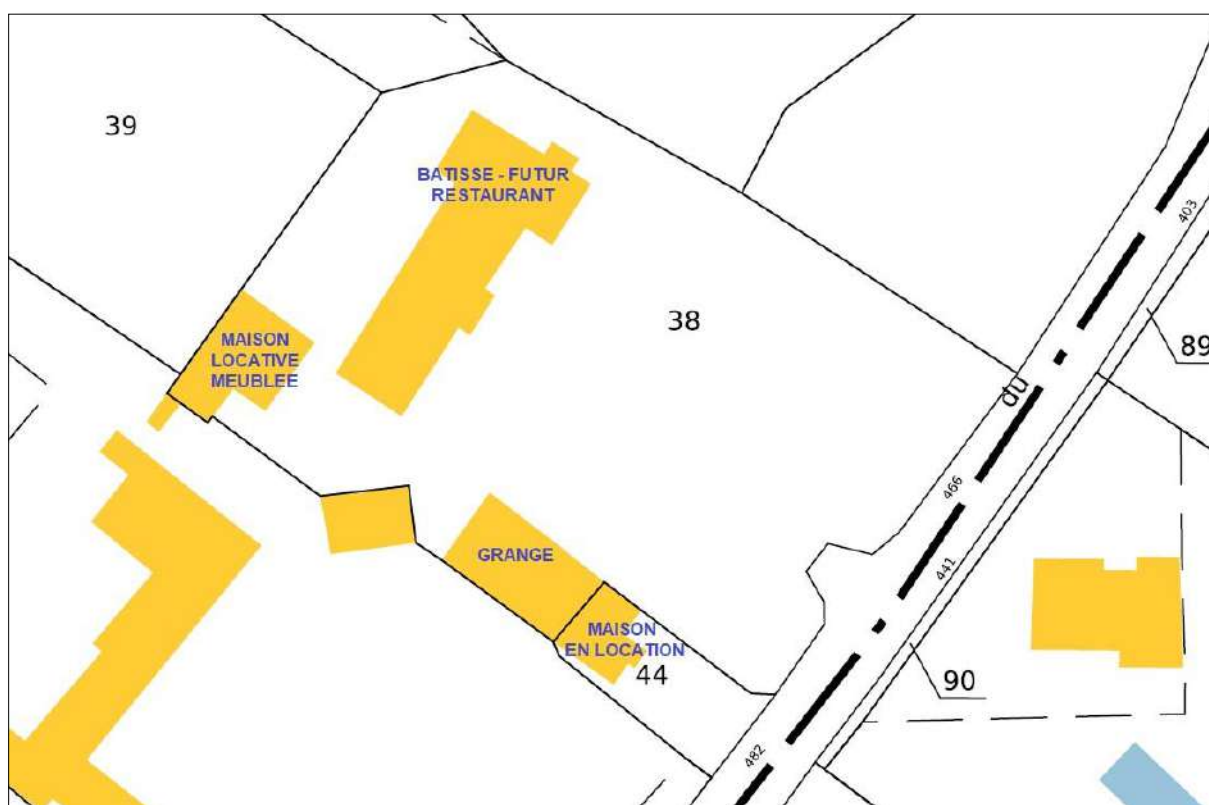 39
BATISSE - FUTUR
RESTAURANT
403
38
MAISON
LOCATIVE
MEUBLEE
89
du
466
GRANGE
441
MAISON
EN LOCATION
44
90
482